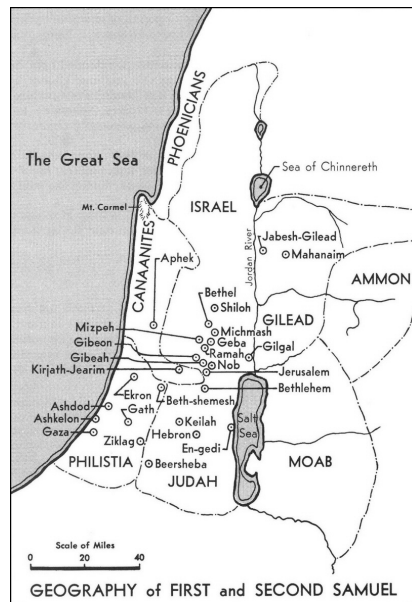 PHOENICIANS
The Great Sea
Sea of Chinnereth
Mt. Carmel
ISRAEL
CANAANITES
Jordan River
Jabesh-Gilead
Mahanaim
Aphek
AMMON
Bethel
Shiloh
GILEAD
Mizpeh
Michmash
Gibeon
Geba
Ramah
Gilgal
Gibeah
Nob
Kirjath-Jearim
Jerusalem
Bethlehem
Ekron
Beth-shemesh
Ashdod
Gath
Keilah
Salt
Sea
Ashkelon
Gaza
Hebron
Ziklag
En-gedi
PHILISTIA
Beersheba
MOAB
JUDAH
Scale of Miles
0 20 40
GEOGRAPHY of FIRST and SECOND SAMUEL